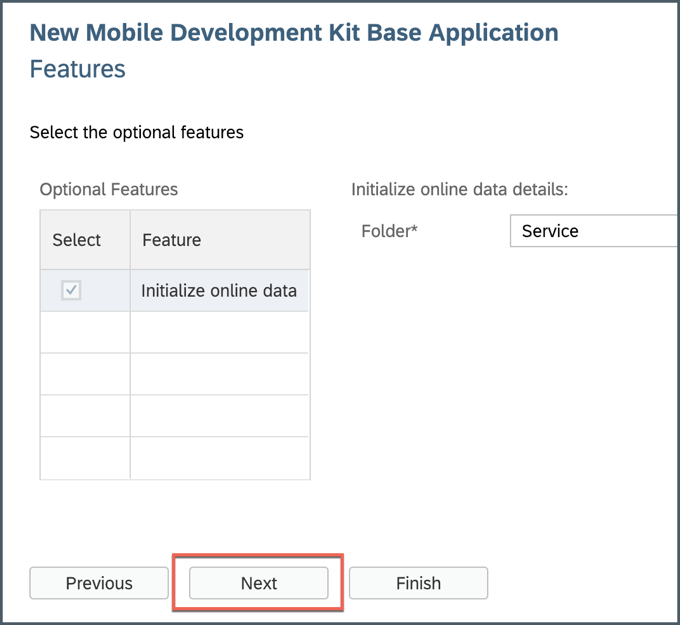 New Mobile Development Kit Base Application
Features
Select the optional features
Optional Features
Initialize online data details:
Select Feature
Folder* Service
Initialize online data
Previous Next Finish